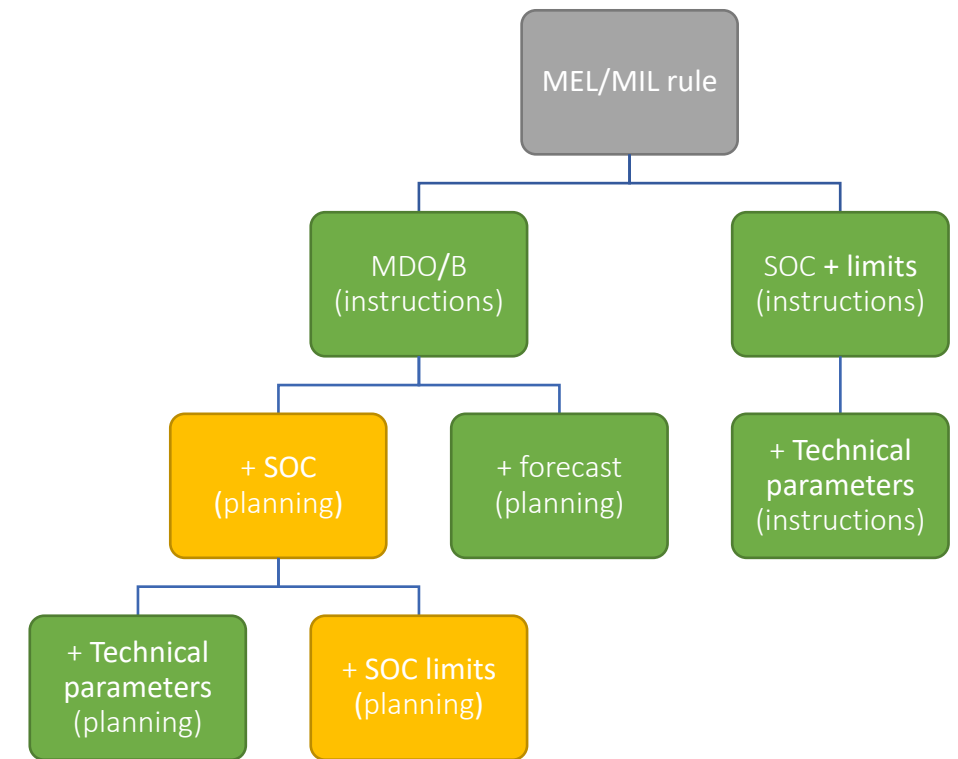 MEL/MIL rule
MDO/B
(instructions)
SOC + limits
(instructions)
+ SOC
(planning)
+ forecast
(planning)
+ Technical
parameters
(instructions)
+ Technical
parameters
(planning)
+ SOC limits
(planning)